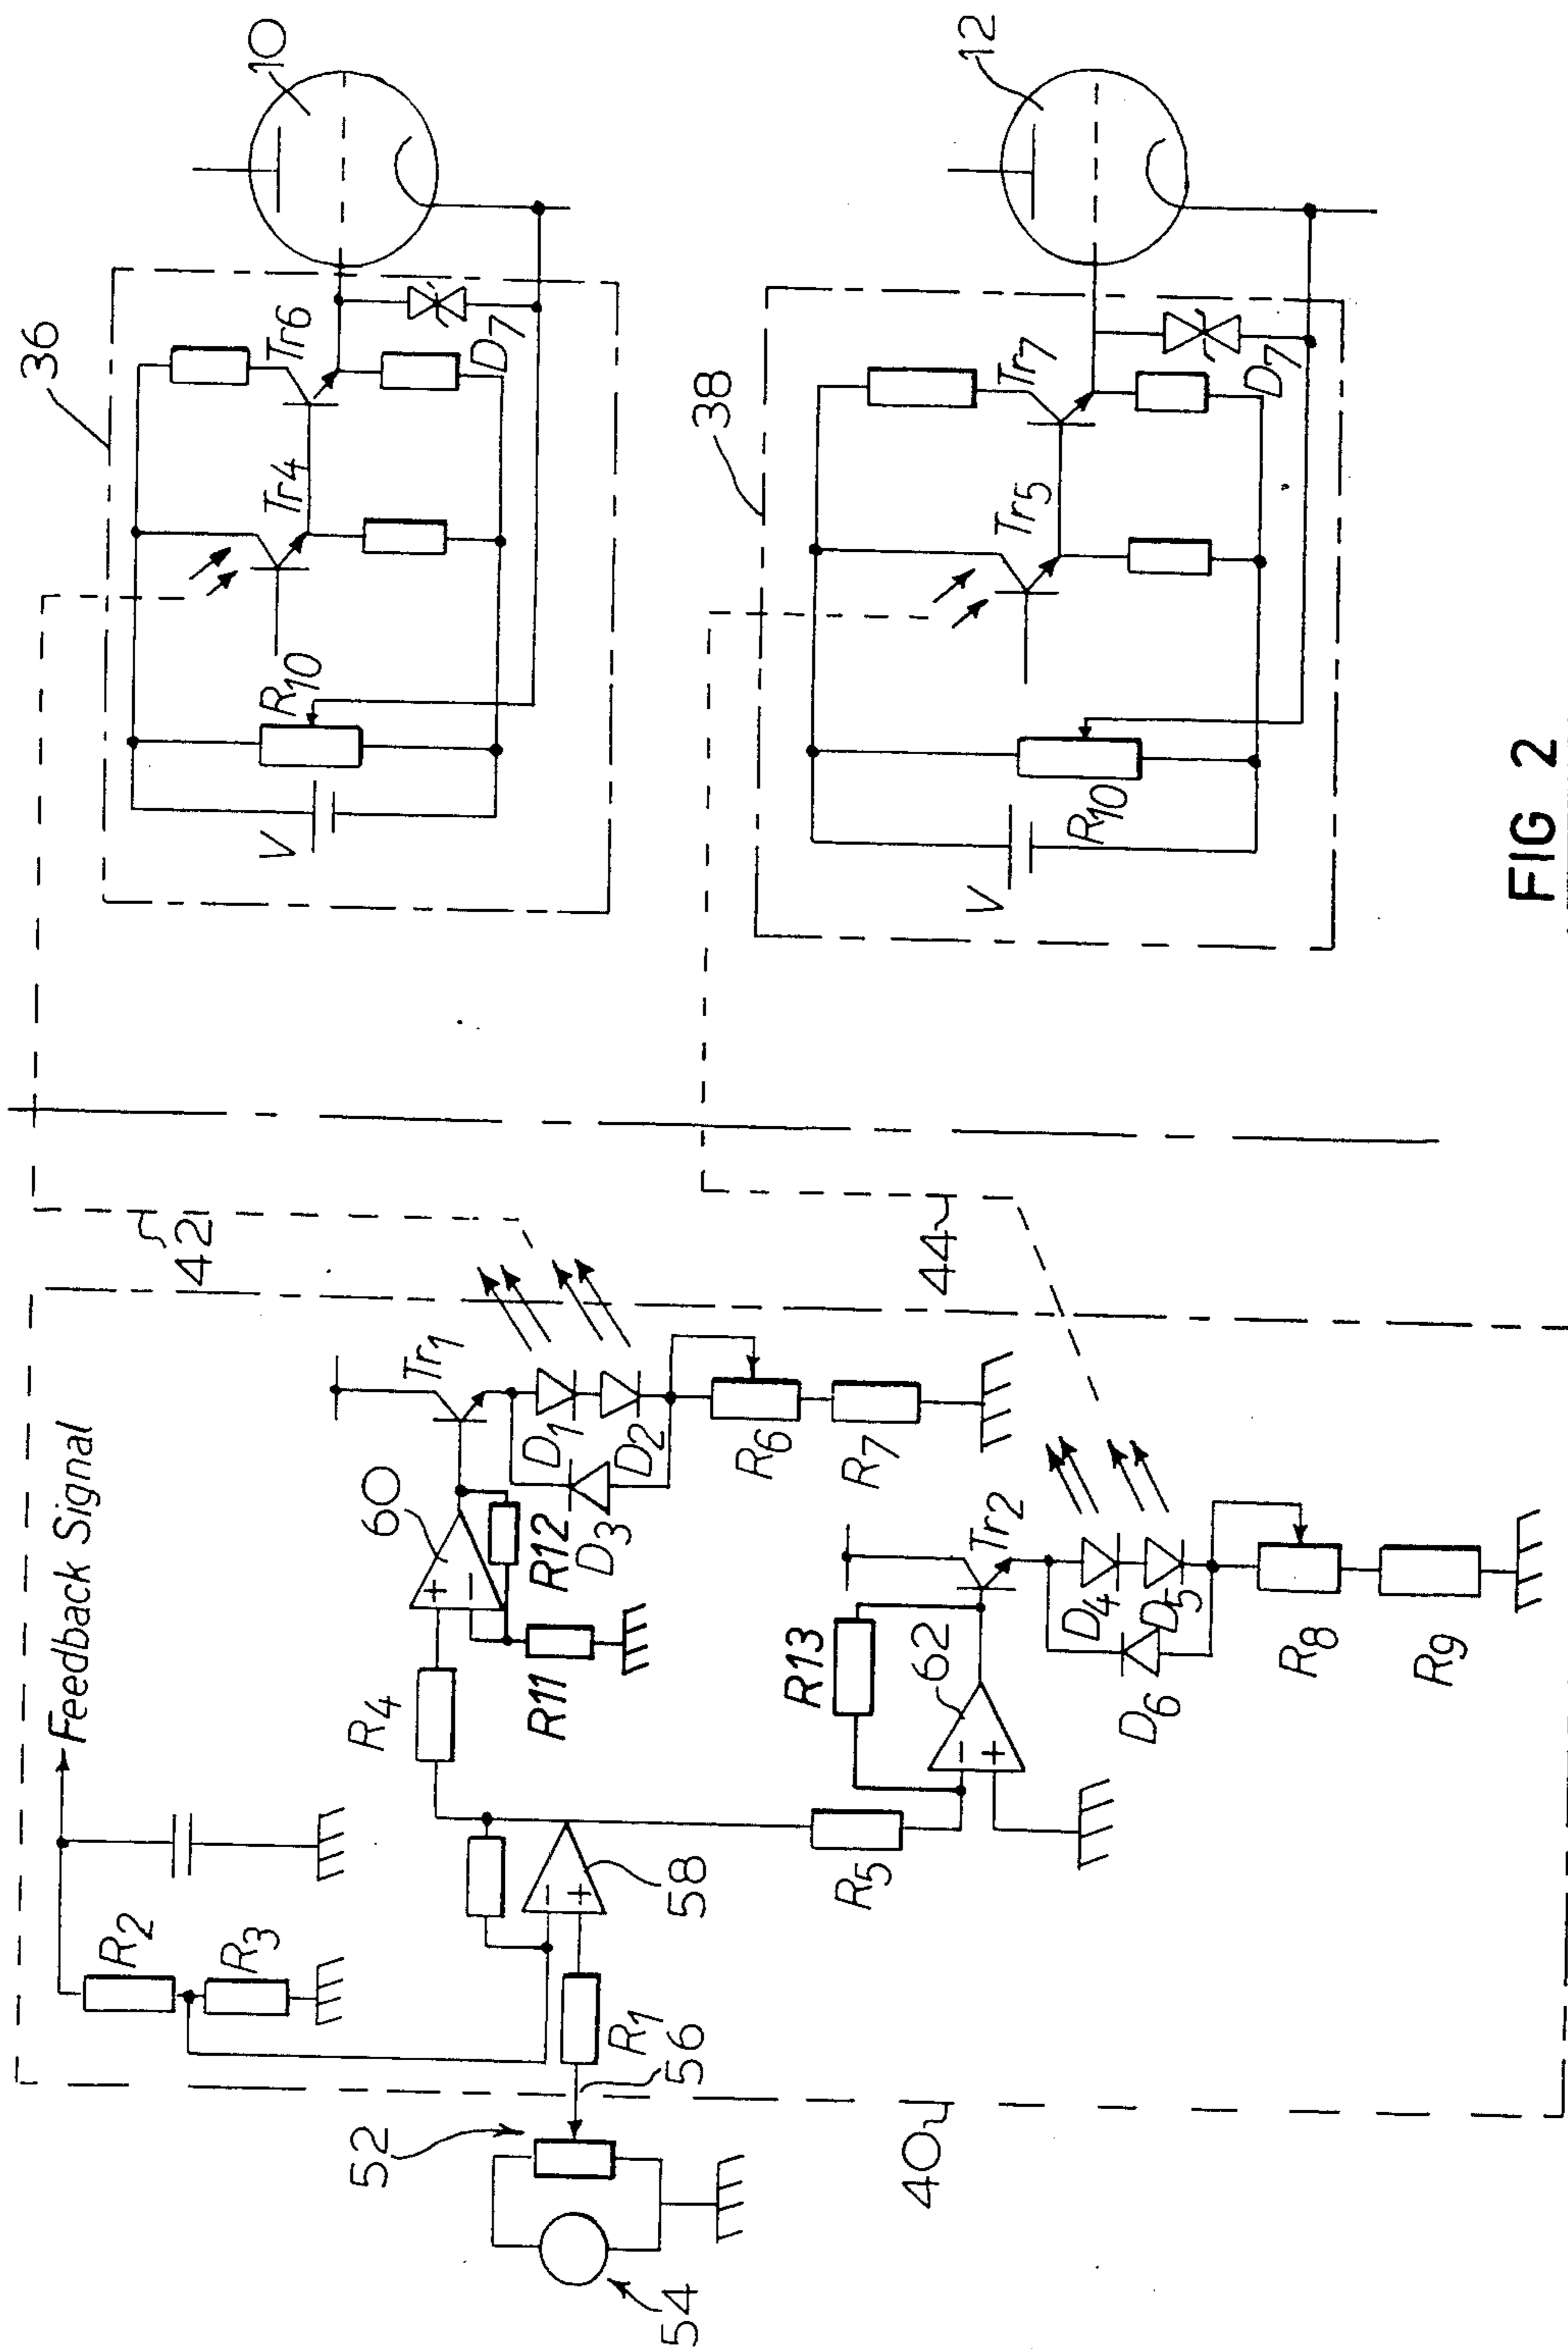 Feedback Signal
R2
R3
52
54
56
R1
58
R4
60
+
−
−
+
R11
R12
Tr1
D1
D2
D3
R6
R7
R5
R13
62
−
+
Tr2
D4
D5
D6
R8
R9
40
42
44
36
V
R10
Tr4
Tr6
D7
10
38
V
R10
Tr5
Tr7
D7
12
FIG 2